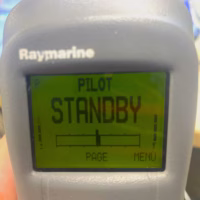 Raymarine
PILOT
STANDBY
PAGE MENU